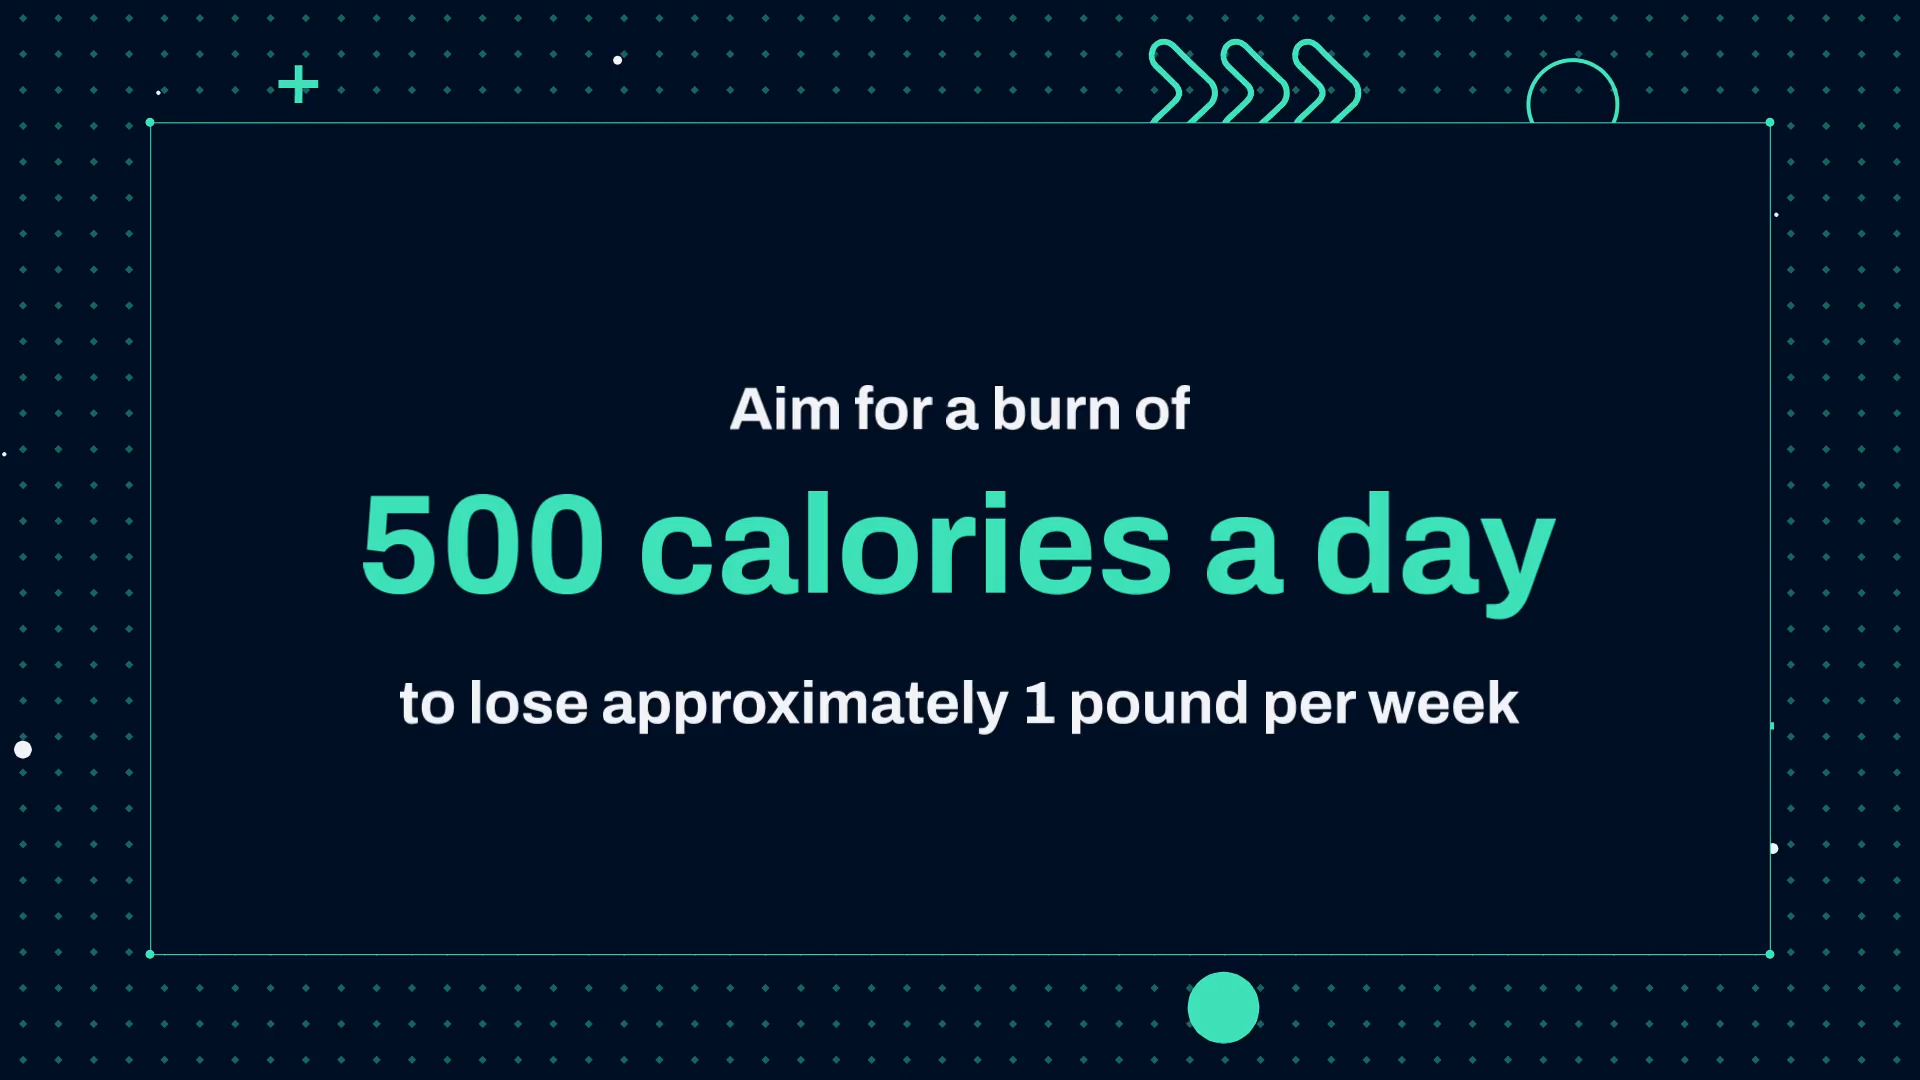 Aim for a burn of
500 calories a day
to lose approximately 1 pound per week